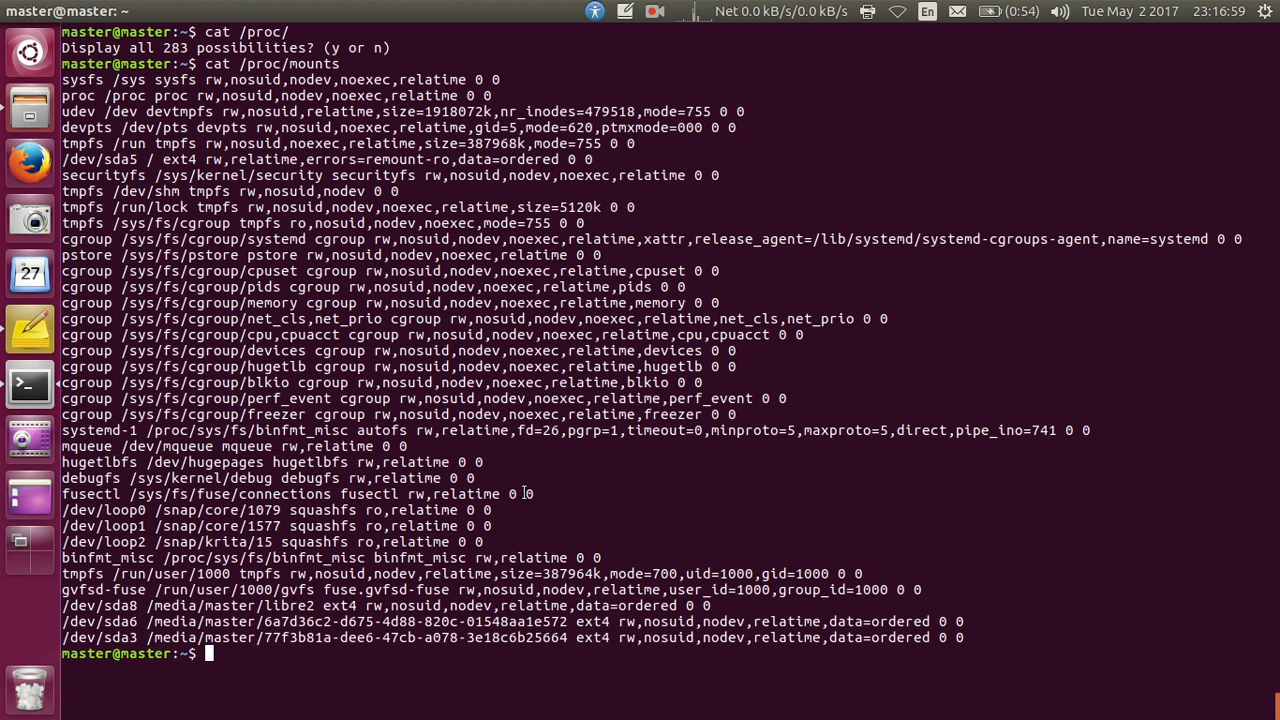 master@master: ~
Net 0.0 kB/s/0.0 kB/s
En
(0:54)
Tue May 2 2017
23:16:59
27
master@master:~$ cat /proc/
Display all 283 possibilities? (y or n)
master@master:~$ cat /proc/mounts
sysfs /sys sysfs rw,nosuid,nodev,noexec,relatime 0 0
proc /proc proc rw,nosuid,nodev,noexec,relatime 0 0
udev /dev devtmpfs rw,nosuid,relatime,size=1918072k,nr_inodes=479518,mode=755 0 0
devpts /dev/pts devpts rw,nosuid,noexec,relatime,gid=5,mode=620,ptmxmode=000 0 0
tmpfs /run tmpfs rw,nosuid,noexec,relatime,size=387968k,mode=755 0 0
/dev/sda5 / ext4 rw,relatime,errors=remount-ro,data=ordered 0 0
securityfs /sys/kernel/security securityfs rw,nosuid,nodev,noexec,relatime 0 0
tmpfs /dev/shm tmpfs rw,nosuid,nodev 0 0
tmpfs /run/lock tmpfs rw,nosuid,nodev,noexec,relatime,size=5120k 0 0
tmpfs /sys/fs/cgroup tmpfs ro,nosuid,nodev,noexec,mode=755 0 0
cgroup /sys/fs/cgroup/systemd cgroup rw,nosuid,nodev,noexec,relatime,xattr,release_agent=/lib/systemd/systemd-cgroups-agent,name=systemd 0 0
pstore /sys/fs/pstore pstore rw,nosuid,nodev,noexec,relatime 0 0
cgroup /sys/fs/cgroup/cpuset cgroup rw,nosuid,nodev,noexec,relatime,cpuset 0 0
cgroup /sys/fs/cgroup/pids cgroup rw,nosuid,nodev,noexec,relatime,pids 0 0
cgroup /sys/fs/cgroup/memory cgroup rw,nosuid,nodev,noexec,relatime,memory 0 0
cgroup /sys/fs/cgroup/net_cls,net_prio cgroup rw,nosuid,nodev,noexec,relatime,net_cls,net_prio 0 0
cgroup /sys/fs/cgroup/cpu,cpuacct cgroup rw,nosuid,nodev,noexec,relatime,cpu,cpuacct 0 0
cgroup /sys/fs/cgroup/devices cgroup rw,nosuid,nodev,noexec,relatime,devices 0 0
cgroup /sys/fs/cgroup/hugetlb cgroup rw,nosuid,nodev,noexec,relatime,hugetlb 0 0
cgroup /sys/fs/cgroup/blkio cgroup rw,nosuid,nodev,noexec,relatime,blkio 0 0
cgroup /sys/fs/cgroup/perf_event cgroup rw,nosuid,nodev,noexec,relatime,perf_event 0 0
cgroup /sys/fs/cgroup/freezer cgroup rw,nosuid,nodev,noexec,relatime,freezer 0 0
systemd-1 /proc/sys/fs/binfmt_misc autofs rw,relatime,fd=26,pgrp=1,timeout=0,minproto=5,maxproto=5,direct,pipe_ino=741 0 0
mqueue /dev/mqueue mqueue rw,relatime 0 0
hugetlbfs /dev/hugepages hugetlbfs rw,relatime 0 0
debugfs /sys/kernel/debug debugfs rw,relatime 0 0
fusectl /sys/fs/fuse/connections fusectl rw,relatime 0 0
/dev/loop0 /snap/core/1079 squashfs ro,relatime 0 0
/dev/loop1 /snap/core/1577 squashfs ro,relatime 0 0
/dev/loop2 /snap/krita/15 squashfs ro,relatime 0 0
binfmt_misc /proc/sys/fs/binfmt_misc binfmt_misc rw,relatime 0 0
tmpfs /run/user/1000 tmpfs rw,nosuid,nodev,relatime,size=387964k,mode=700,uid=1000,gid=1000 0 0
gvfsd-fuse /run/user/1000/gvfs fuse.gvfsd-fuse rw,nosuid,nodev,relatime,user_id=1000,group_id=1000 0 0
/dev/sda8 /media/master/libre2 ext4 rw,nosuid,nodev,relatime,data=ordered 0 0
/dev/sda6 /media/master/6a7d36c2-d675-4d88-820c-01548aa1e572 ext4 rw,nosuid,nodev,relatime,data=ordered 0 0
/dev/sda3 /media/master/77f3b81a-dee6-47cb-a078-3e18c6b25664 ext4 rw,nosuid,nodev,relatime,data=ordered 0 0
master@master:~$